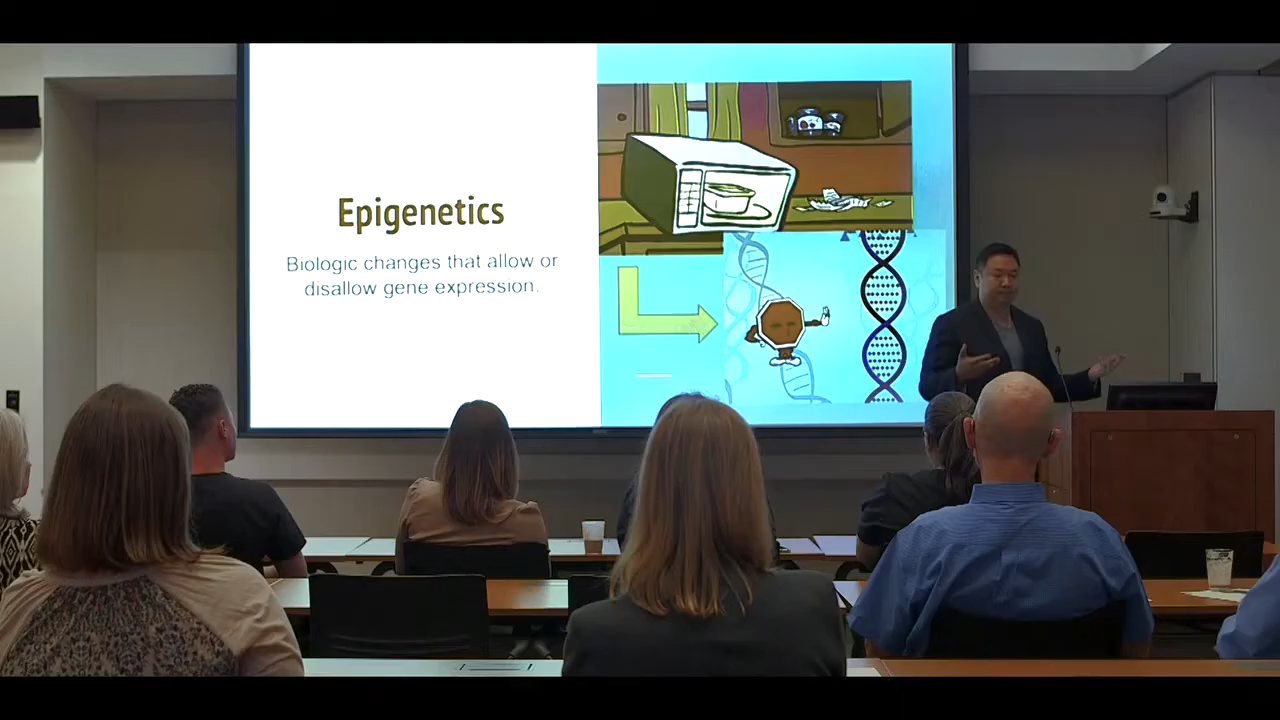 Epigenetics
Biologic changes that allow or
disallow gene expression.